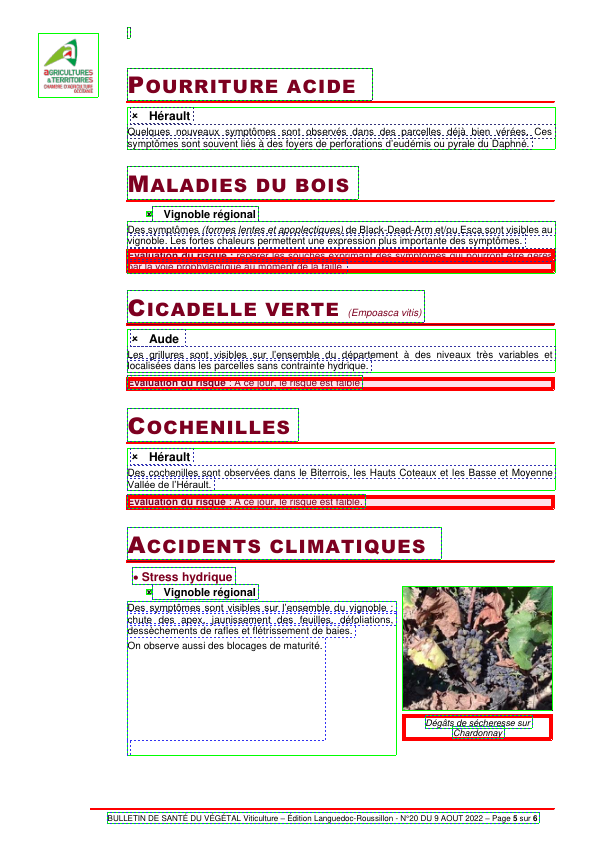 AGRICULTURES
& TERRITOIRES
CHAMBRE D'AGRICULTURE
OCCITANIE
POURRITURE ACIDE
× Hérault
Quelques nouveaux symptômes sont observés dans des parcelles déjà bien vérées. Ces
symptômes sont souvent liés à des foyers de perforations d'eudémis ou pyrale du Daphné.
MALADIES DU BOIS
× Vignoble régional
Des symptômes (formes lentes et apoplectiques) de Black-Dead-Arm et/ou Esca sont visibles au
vignoble. Les fortes chaleurs permettent une expression plus importante des symptômes.
Evaluation du risque : repérer les souches exprimant des symptômes qui pourront être gérés
par la voie prophylactique au moment de la taille.
CICADELLE VERTE (Empoasca vitis)
× Aude
Les grillures sont visibles sur l'ensemble du département à des niveaux très variables et
localisées dans les parcelles sans contrainte hydrique.
Evaluation du risque : A ce jour, le risque est faible
COCHENILLES
× Hérault
Des cochenilles sont observées dans le Biterrois, les Hauts Coteaux et les Basse et Moyenne
Vallée de l'Hérault.
Evaluation du risque : A ce jour, le risque est faible.
ACCIDENTS CLIMATIQUES
• Stress hydrique
× Vignoble régional
Des symptômes sont visibles sur l'ensemble du vignoble :
chute des apex, jaunissement des feuilles, défoliations,
dessèchements de rafles et flétrissement de baies.
On observe aussi des blocages de maturité.
Dégâts de sécheresse sur
Chardonnay
BULLETIN DE SANTÉ DU VÉGÉTAL Viticulture – Édition Languedoc-Roussillon - N°20 DU 9 AOUT 2022 – Page 5 sur 6